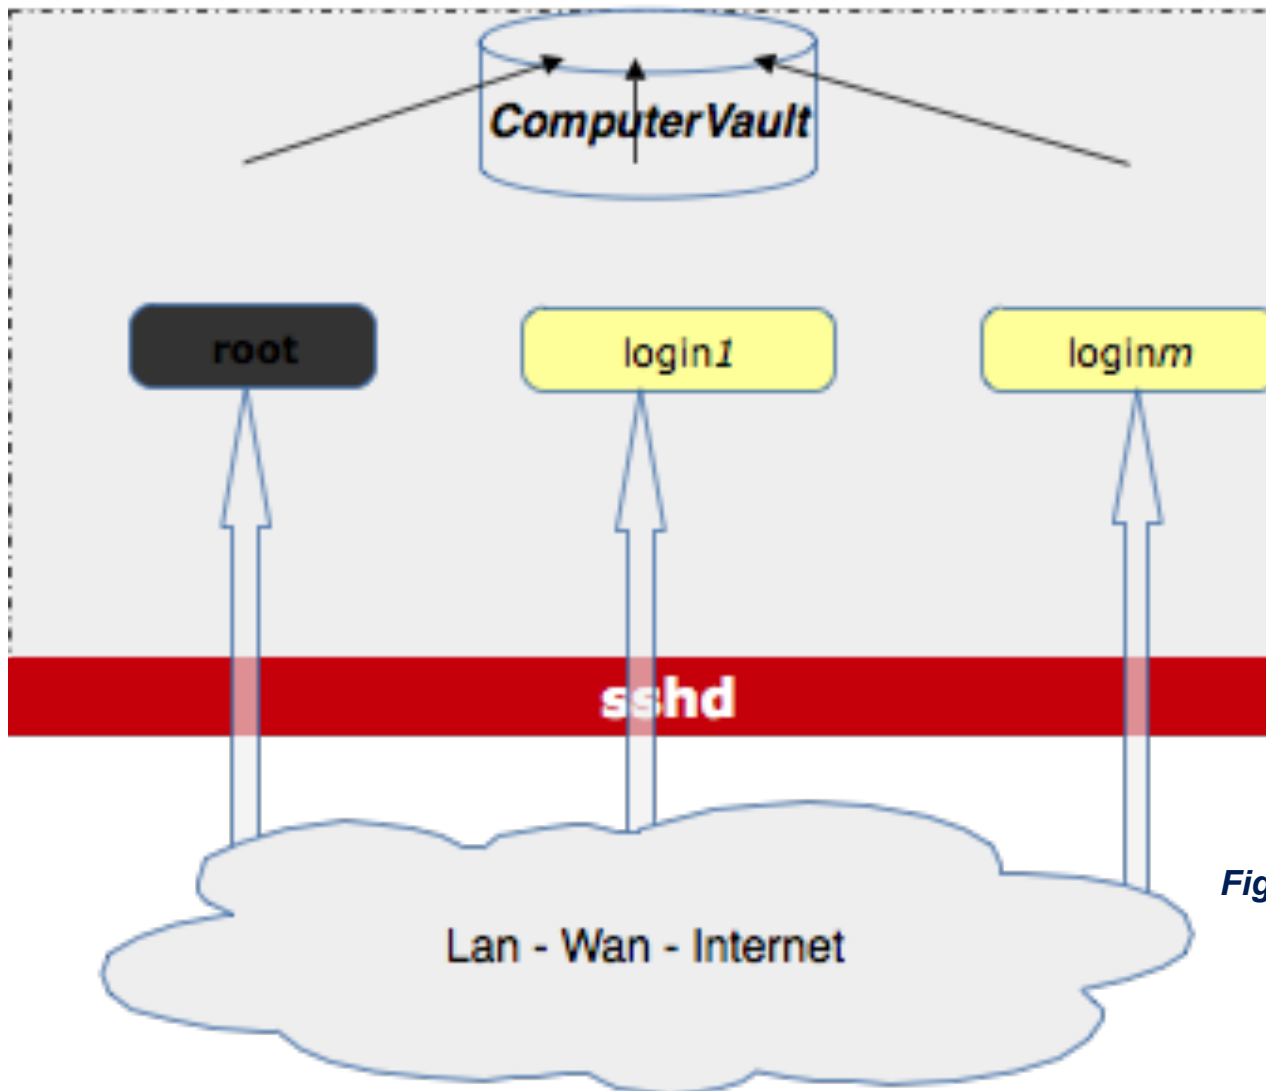 ComputerVault
root
login1
loginm
sshd
Fig
Lan - Wan - Internet